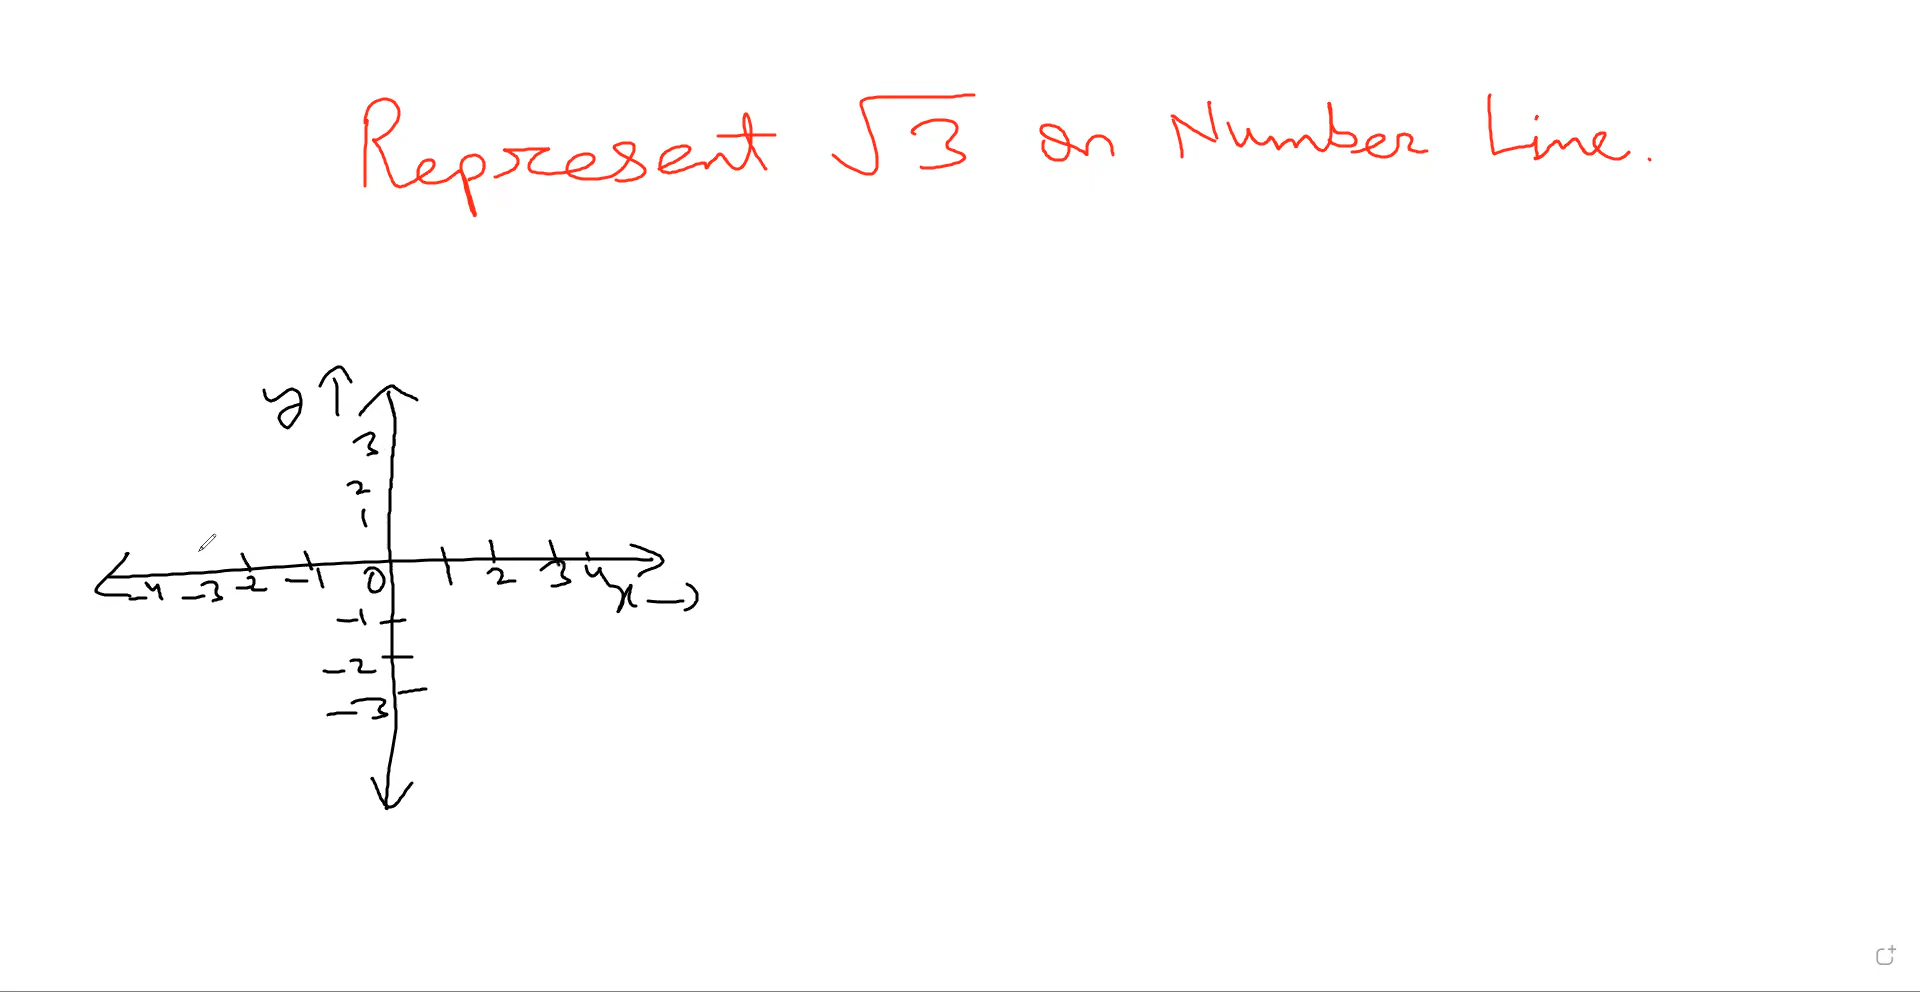 Represent √3 on Number Line.
y ↑
3
2
1
-4 -3 -2 -1 0 1 2 3 4
x →
-1
-2
-3